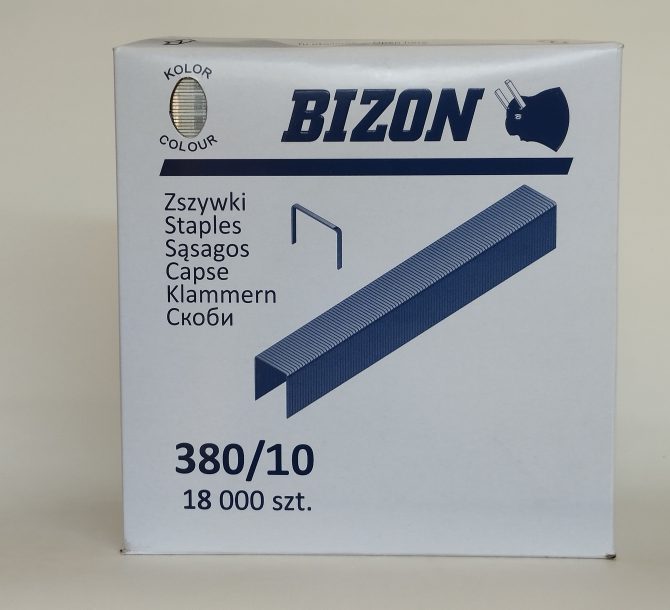 KOLOR
COLOUR
BIZON
Zszywki
Staples
Sąsagos
Capse
Klammern
Скоби
380/10
18 000 szt.